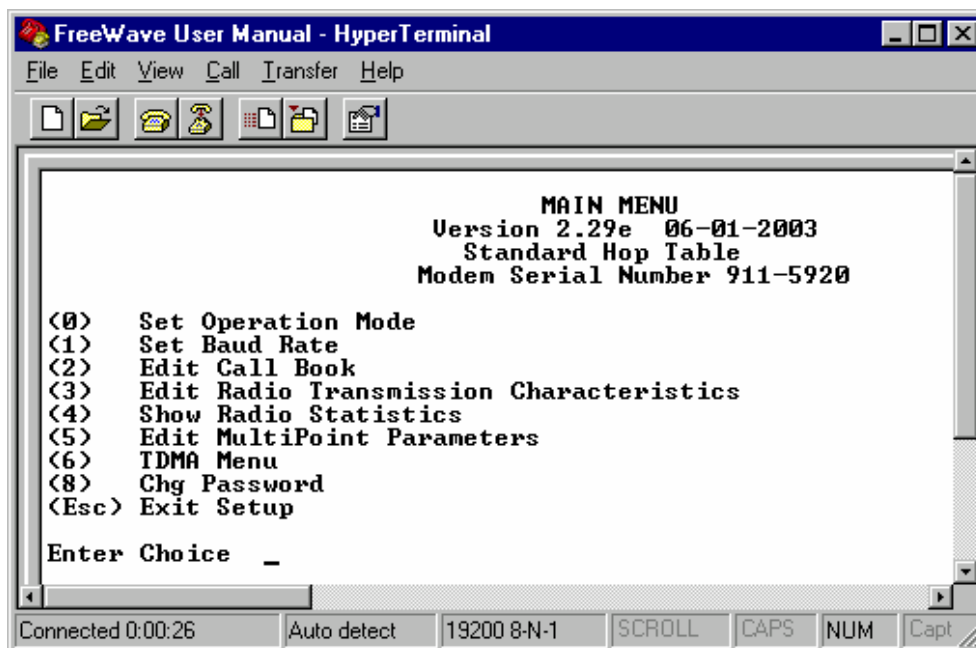 FreeWave User Manual - HyperTerminal
File Edit View Call Transfer Help
MAIN MENU
Version 2.29e 06-01-2003
Standard Hop Table
Modem Serial Number 911-5920
(0) Set Operation Mode
(1) Set Baud Rate
(2) Edit Call Book
(3) Edit Radio Transmission Characteristics
(4) Show Radio Statistics
(5) Edit MultiPoint Parameters
(6) TDMA Menu
(8) Chg Password
(Esc) Exit Setup
Enter Choice _
Connected 0:00:26 Auto detect 19200 8-N-1 SCROLL CAPS NUM Capt